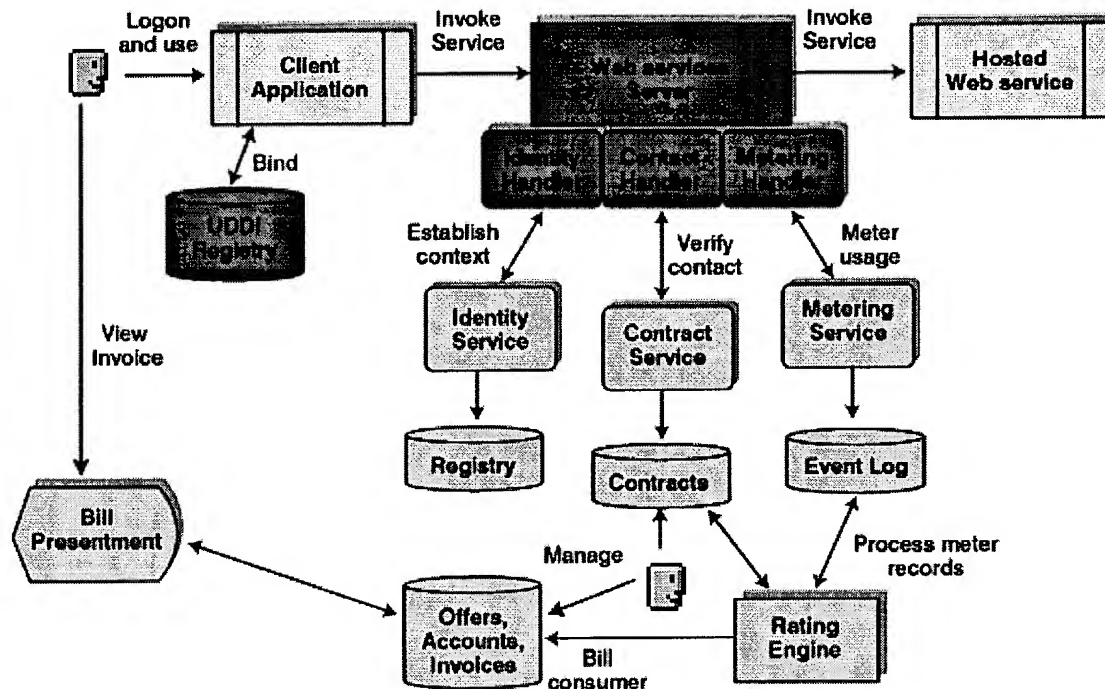 Logon
and use
Client
Application
Invoke
Service
Web services
Server
Invoke
Service
Hosted
Web service
Identity
Handler
Contact
Handler
Metering
Handler
Bind
UDDI
Registry
Establish
context
Verify
contact
Meter
usage
View
Invoice
Identity
Service
Contract
Service
Metering
Service
Registry
Contracts
Event Log
Bill
Presentment
Manage
Process meter
records
Offers,
Accounts,
Invoices
Bill
consumer
Rating
Engine